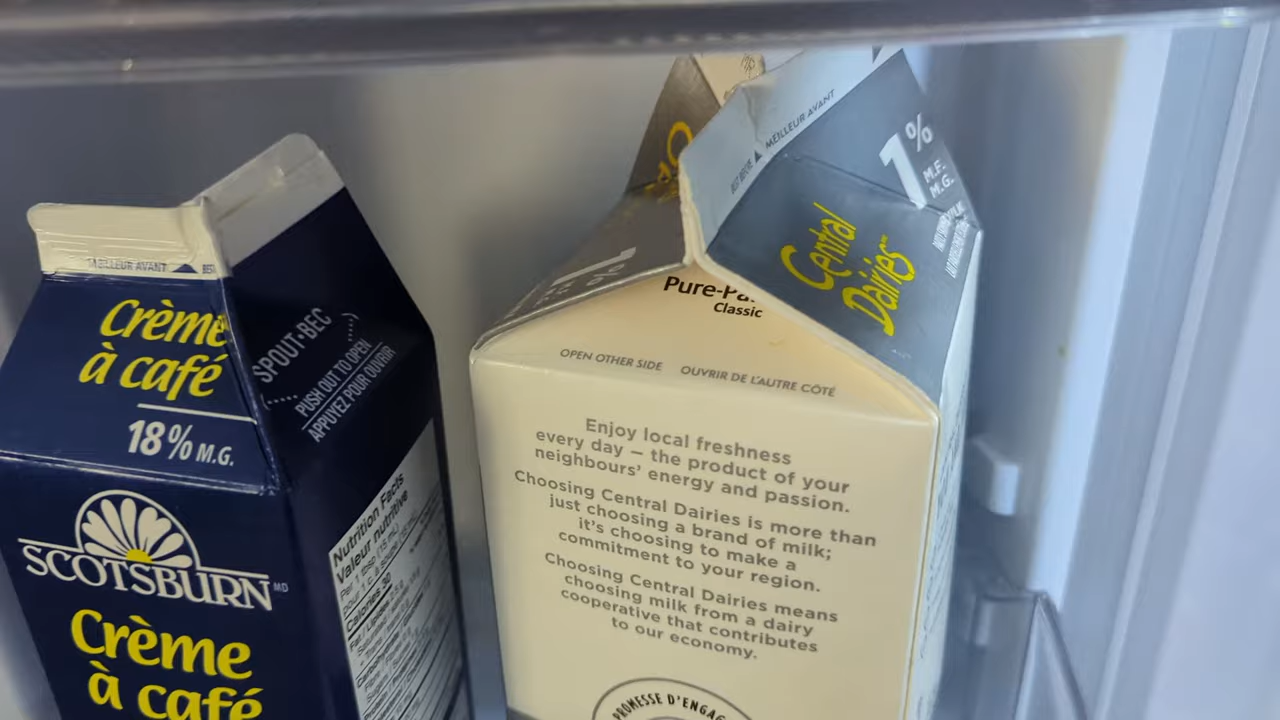 MEILLEUR AVANT
Crème
à café
18% M.G.
SCOTSBURN MD
Crème
à café
SPOUT•BEC
PUSH OUT TO OPEN
APPUYEZ POUR OUVRIR
Nutrition Facts
Valeur nutritive
BEST BEFORE ▲ MEILLEUR AVANT
1%
M.F.
M.G.
Central
Dairies
1%
Classic
OPEN OTHER SIDE OUVRIR DE L'AUTRE CÔTÉ
Enjoy local freshness
every day — the product of your
neighbours' energy and passion.
Choosing Central Dairies is more than
just choosing a brand of milk;
it's choosing to make a
commitment to your region.
Choosing Central Dairies means
choosing milk from a dairy
cooperative that contributes
to our economy.
PROMESSE D'ENGAG